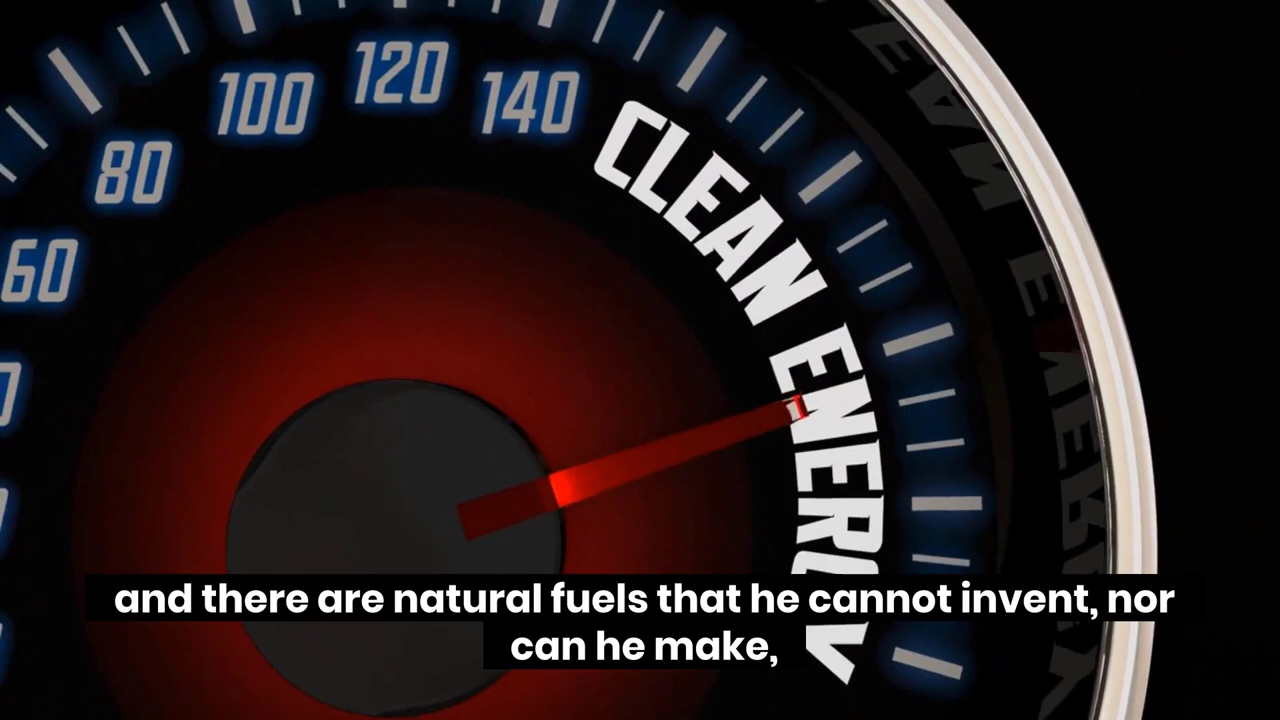 120
100
140
80
60
CLEAN ENERGY
and there are natural fuels that he cannot invent, nor
can he make,